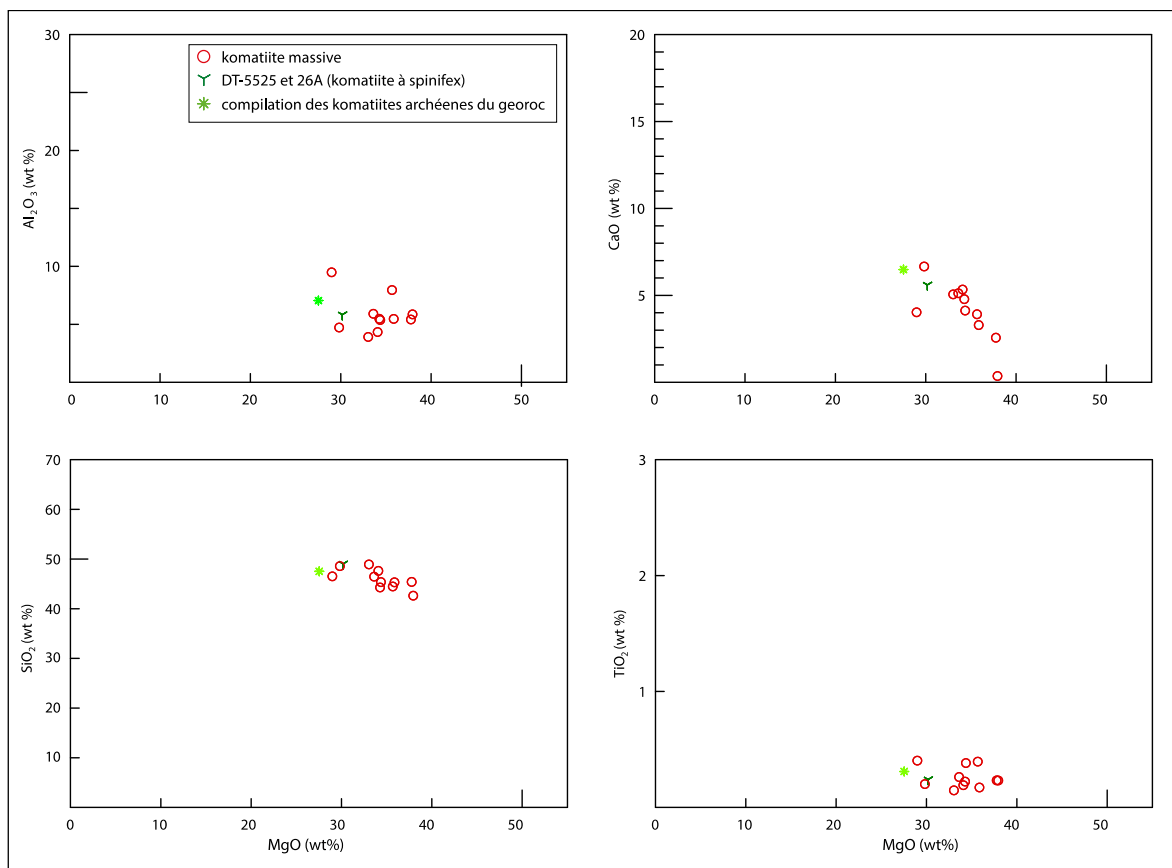 30
20
10
Al₂O₃ (wt %)
komatiite massive
DT-5525 et 26A (komatiite à spinifex)
compilation des komatiites archéenes du georoc
0 10 20 30 40 50
20
15
10
5
CaO (wt %)
0 10 20 30 40 50
70
60
50
40
30
20
10
SiO₂ (wt %)
0 10 20 30 40 50
MgO (wt%)
3
2
1
TiO₂ (wt %)
0 10 20 30 40 50
MgO (wt%)